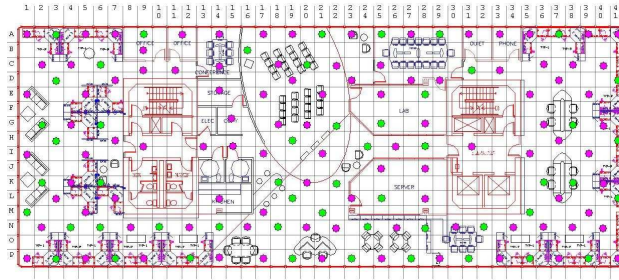 1 2 3 4 5 6 7 8 9 10 11 12 13 14 15 16 17 18 19 20 21 22 23 24 25 26 27 28 29 30 31 32 33 34 35 36 37 38 39 40 41
A
OFFICE OFFICE QUIET PHONE
B
C
CONFERENCE
D
STORAGE
E
F
LAB
G
ELEC
H
I
J
K
SERVER
L
KITCHEN
M
N
O
P